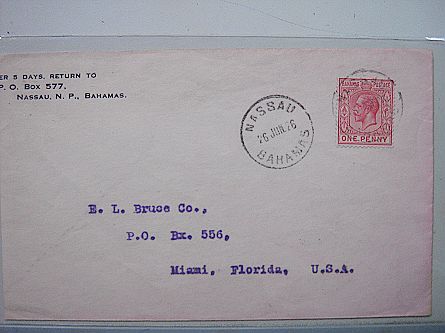 ER 5 DAYS, RETURN TO
P. O. BOX 577,
NASSAU, N. P., BAHAMAS.
NASSAU
26 JUN 26
BAHAMAS
ONE PENNY
E. L. Bruce Co.,
P.O. Bx. 556,
Miami, Florida, U.S.A.